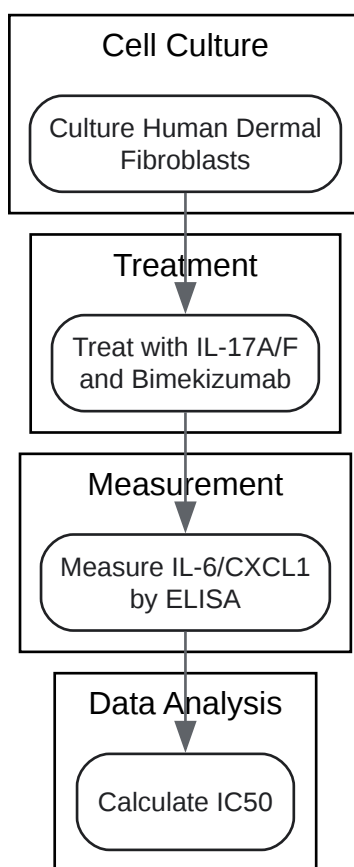 Cell Culture
Culture Human Dermal
Fibroblasts
Treatment
Treat with IL-17A/F
and Bimekizumab
Measurement
Measure IL-6/CXCL1
by ELISA
Data Analysis
Calculate IC50